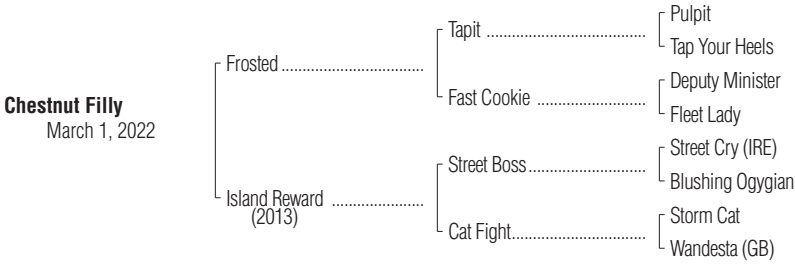 Chestnut Filly
March 1, 2022
Frosted ..............................
Island Reward ....................
(2013)
Tapit ..................................
Fast Cookie .......................
Street Boss.........................
Cat Fight.............................
Pulpit
Tap Your Heels
Deputy Minister
Fleet Lady
Street Cry (IRE)
Blushing Ogygian
Storm Cat
Wandesta (GB)